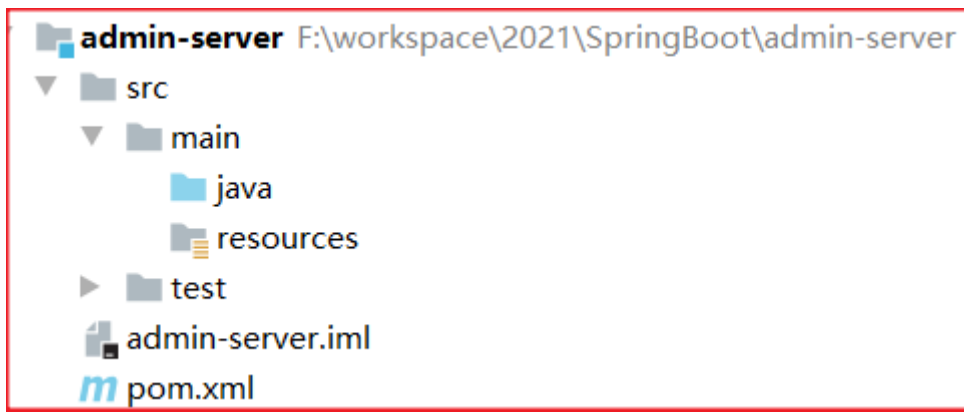 admin-server F:\workspace\2021\SpringBoot\admin-server
src
main
java
resources
test
admin-server.iml
pom.xml